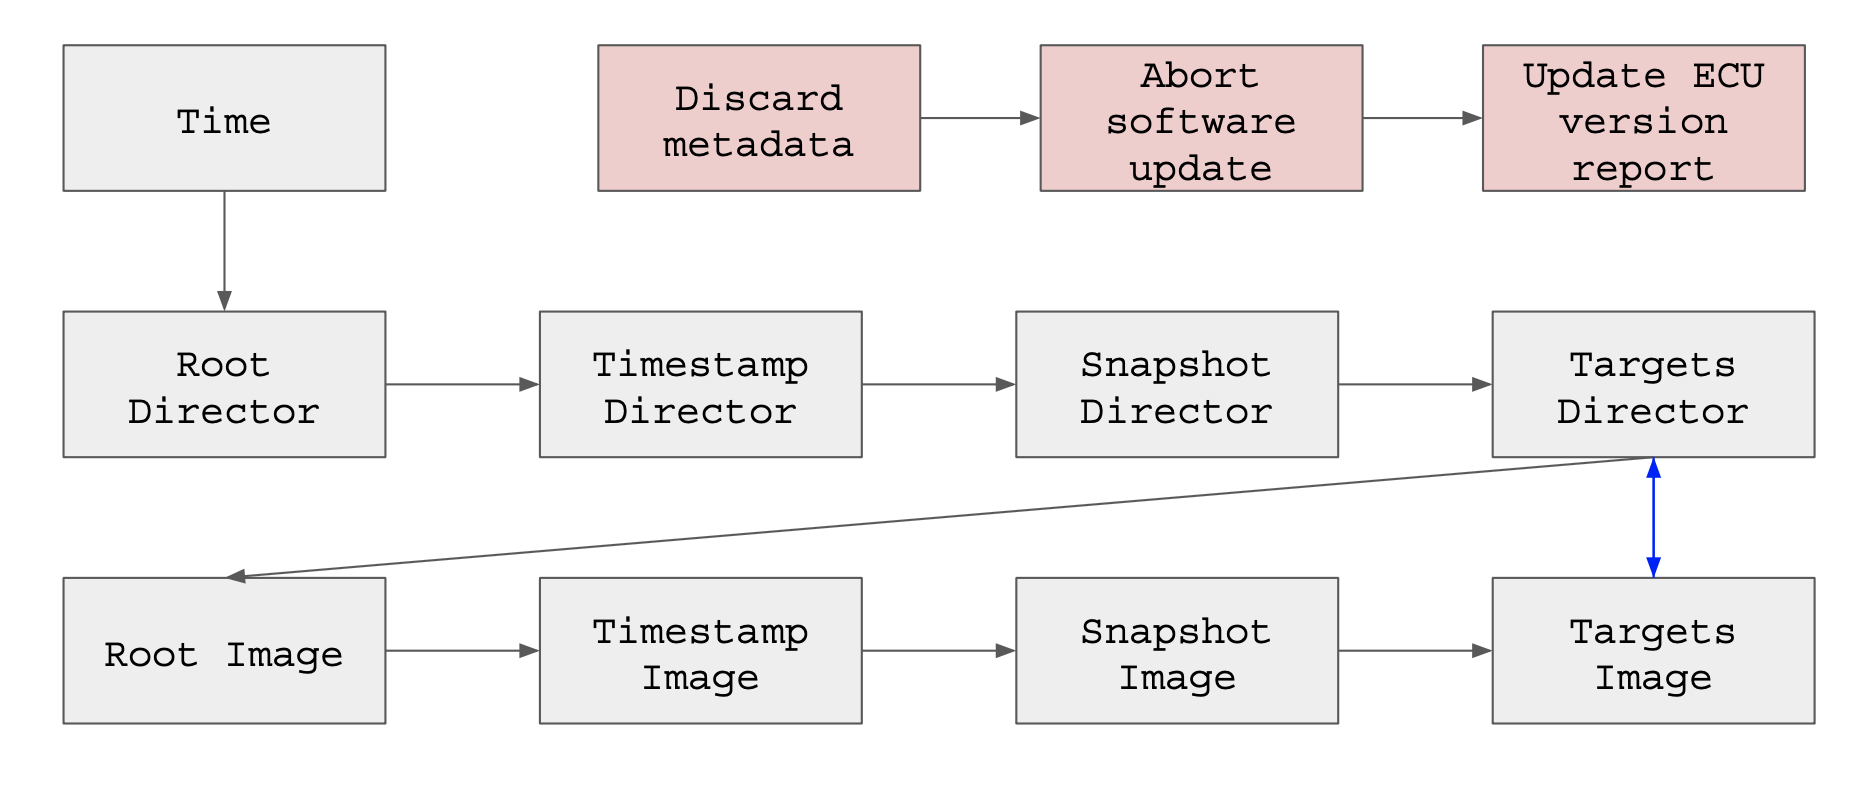 Time
Discard
metadata
Abort
software
update
Update ECU
version
report
Root
Director
Timestamp
Director
Snapshot
Director
Targets
Director
Root Image
Timestamp
Image
Snapshot
Image
Targets
Image